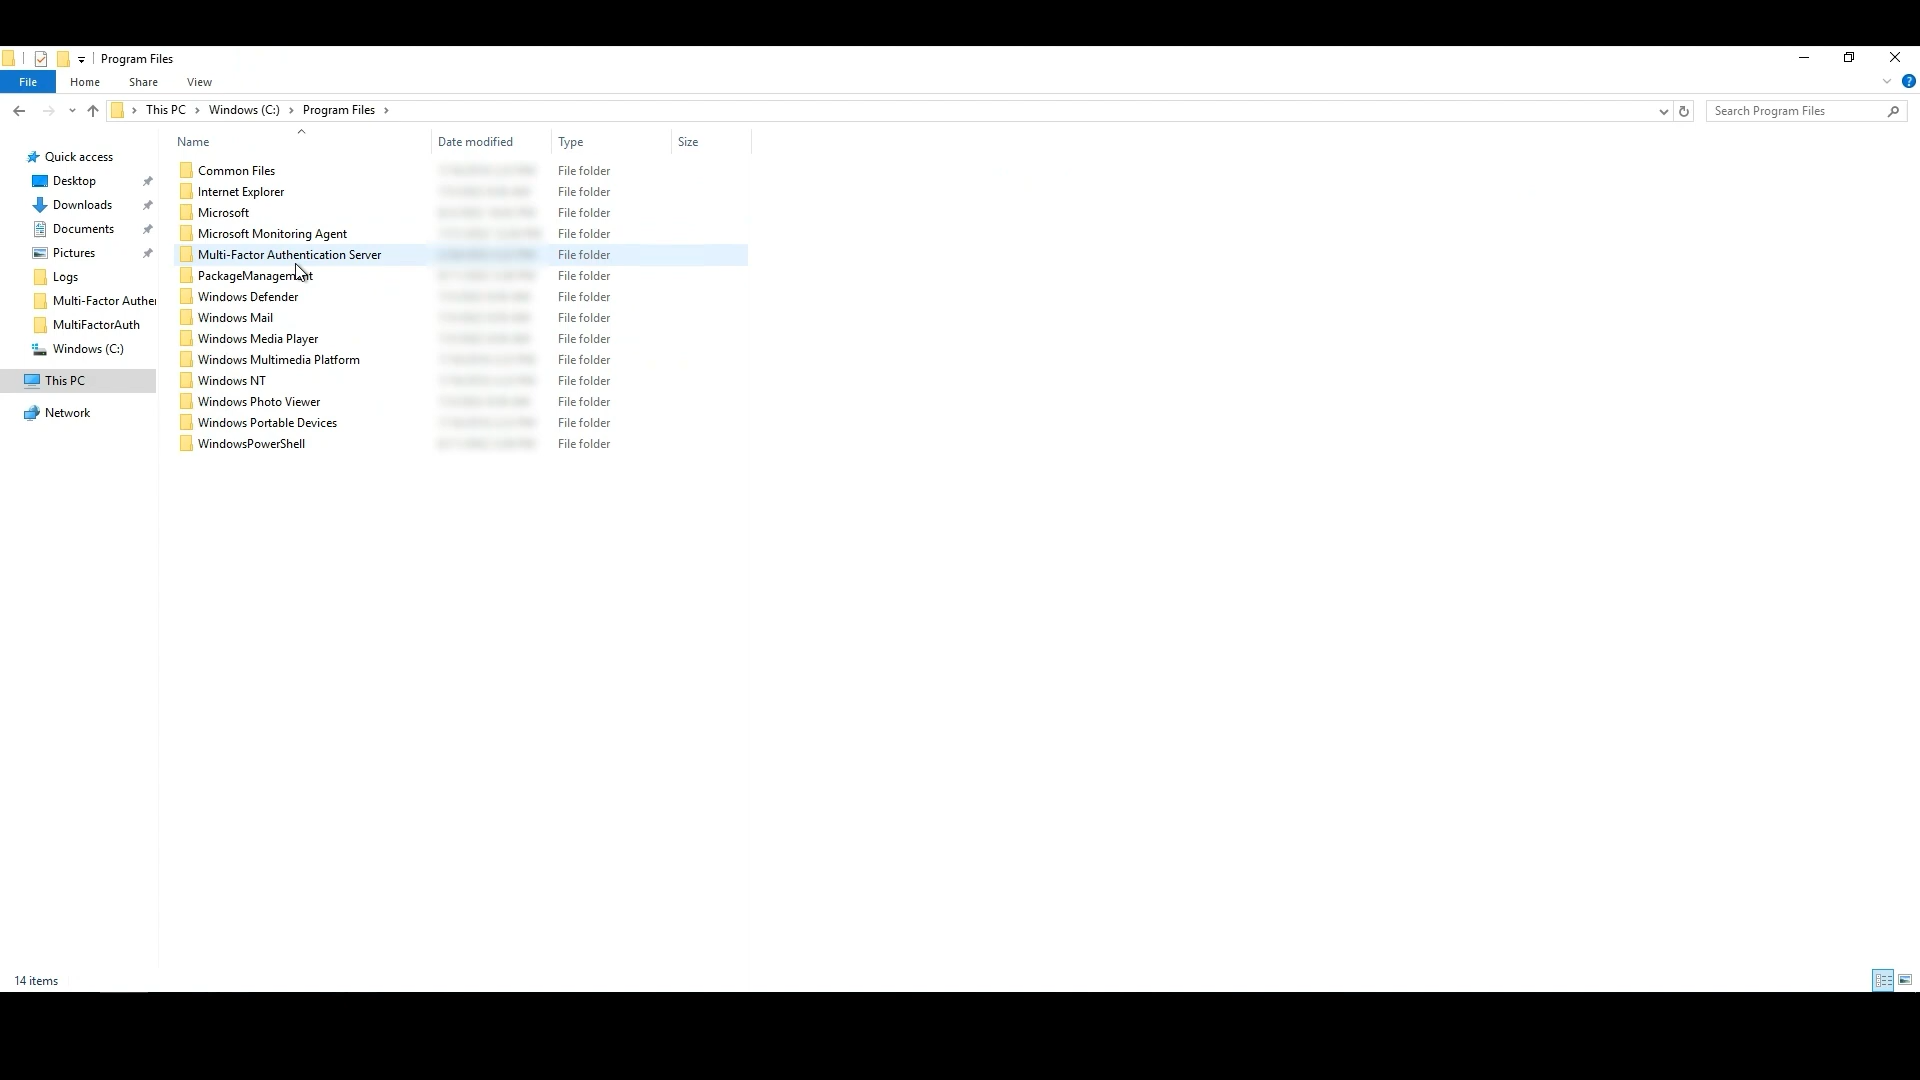 Program Files
File Home Share View
This PC Windows (C:) Program Files
Search Program Files
Name Date modified Type Size
Quick access
Desktop
Downloads
Documents
Pictures
Logs
Multi-Factor Auther
MultiFactorAuth
Windows (C:)
This PC
Network
Common Files File folder
Internet Explorer File folder
Microsoft File folder
Microsoft Monitoring Agent File folder
Multi-Factor Authentication Server File folder
PackageManagement File folder
Windows Defender File folder
Windows Mail File folder
Windows Media Player File folder
Windows Multimedia Platform File folder
Windows NT File folder
Windows Photo Viewer File folder
Windows Portable Devices File folder
WindowsPowerShell File folder
14 items